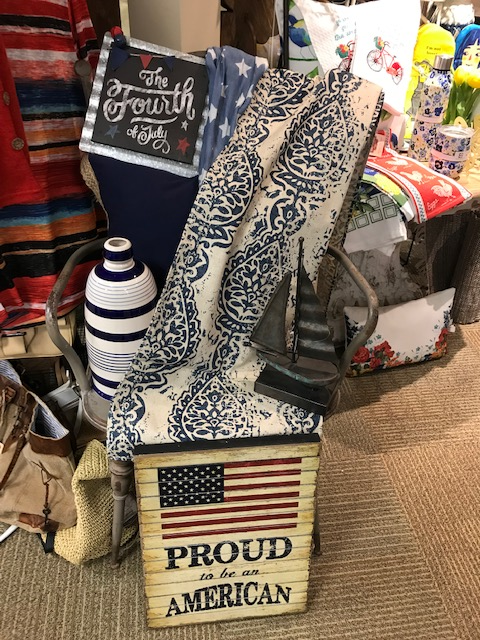 The
Fourth
of July
PROUD
to be an
AMERICAN